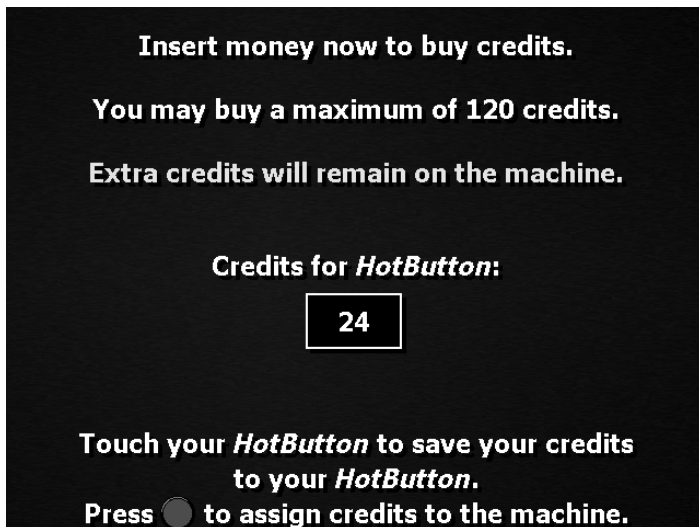 Insert money now to buy credits.
You may buy a maximum of 120 credits.
Extra credits will remain on the machine.
Credits for HotButton:
24
Touch your HotButton to save your credits
to your HotButton.
Press to assign credits to the machine.